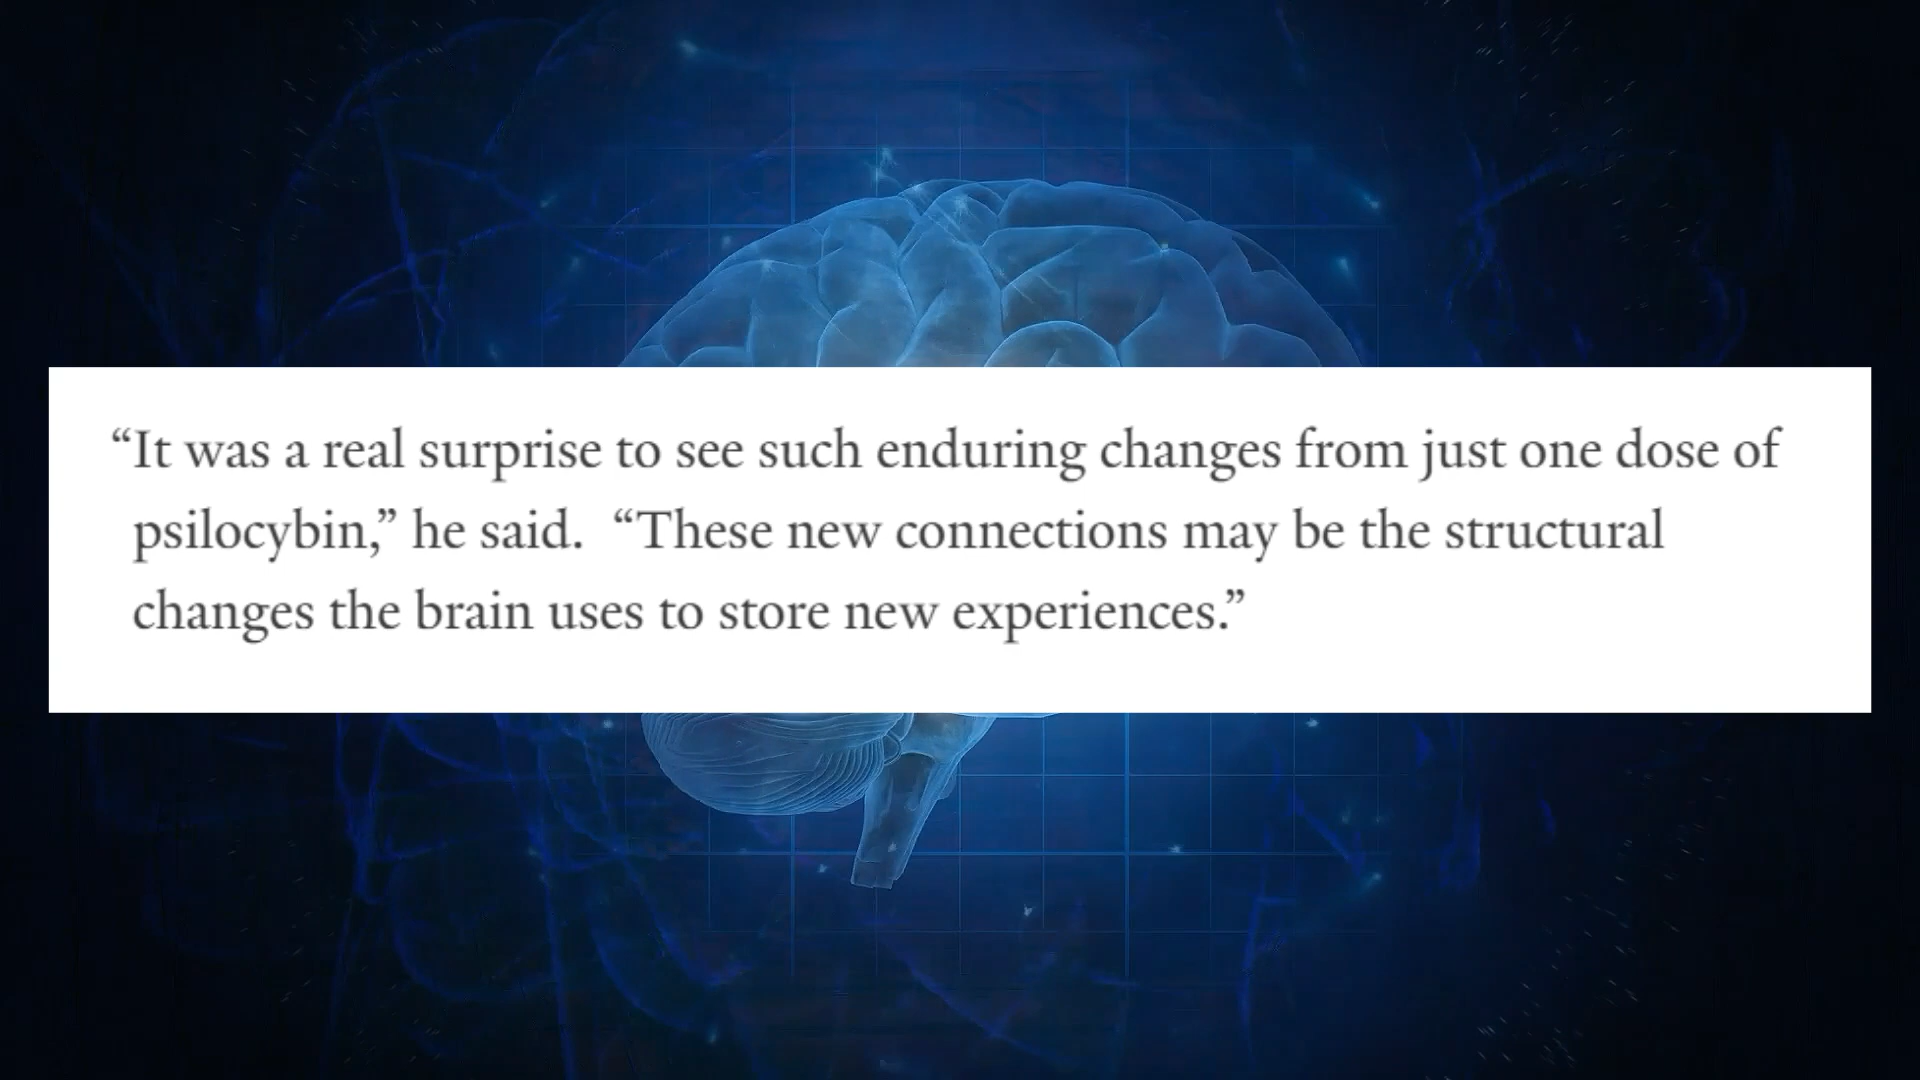 “It was a real surprise to see such enduring changes from just one dose of
psilocybin,” he said.  “These new connections may be the structural
changes the brain uses to store new experiences.”